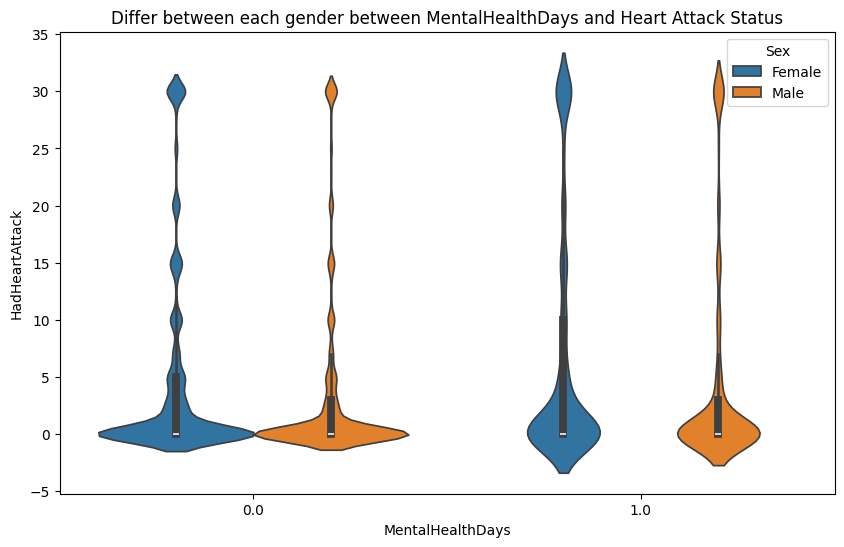 Differ between each gender between MentalHealthDays and Heart Attack Status
Sex
Female
Male
HadHeartAttack
35
30
25
20
15
10
5
0
−5
0.0
1.0
MentalHealthDays